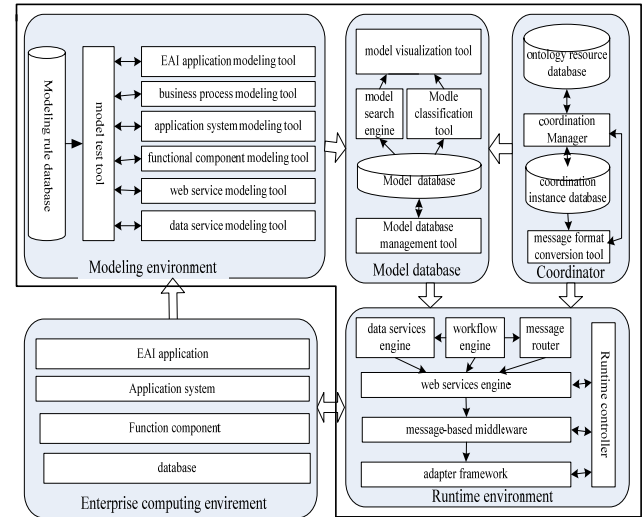 Modeling rule database
model test tool
EAI application modeling tool
business process modeling tool
application system modeling tool
functional component modeling tool
web service modeling tool
data service modeling tool
Modeling environment
model visualization tool
model
search
engine
Modle
classification
tool
Model database
Model database
management tool
Model database
ontology resource
database
coordination
Manager
coordination
instance database
message format
conversion tool
Coordinator
EAI application
Application system
Function component
database
Enterprise computing envirement
data services
engine
workflow
engine
message
router
web services engine
message-based middleware
adapter framework
Runtime controller
Runtime environment